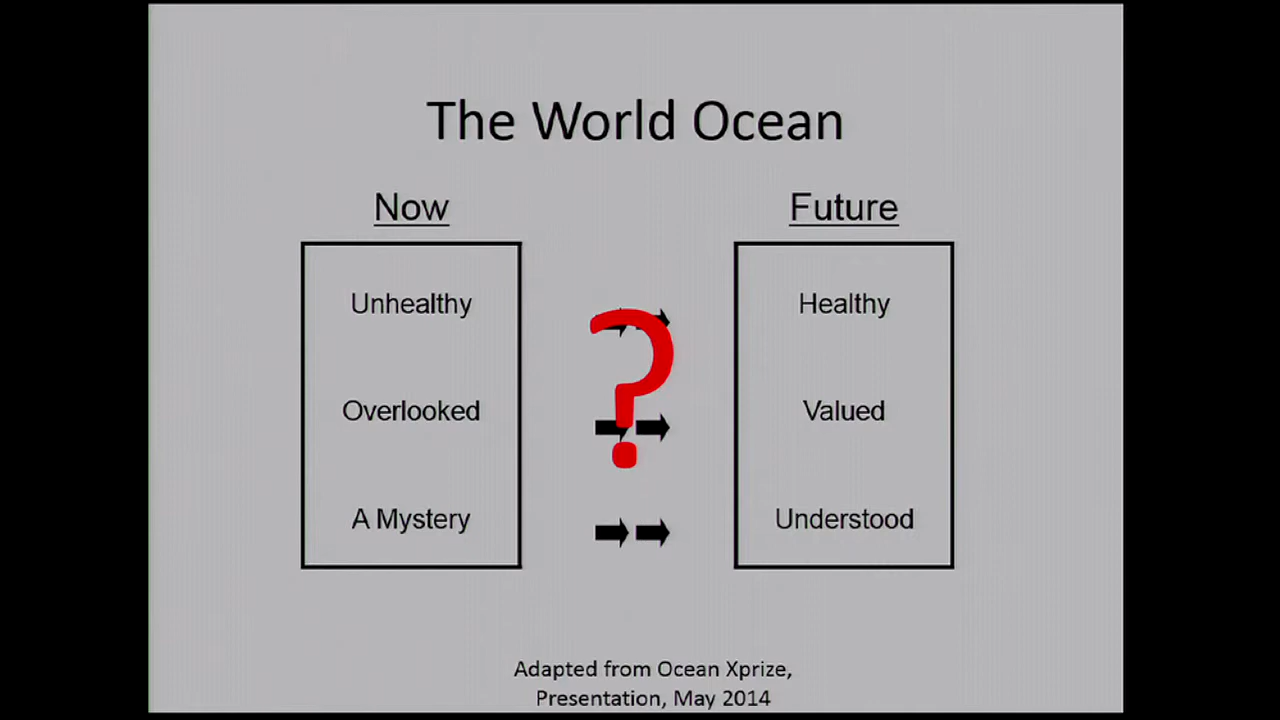 The World Ocean
Now
Future
Unhealthy
Healthy
?
Overlooked
Valued
A Mystery
Understood
Adapted from Ocean Xprize,
Presentation, May 2014